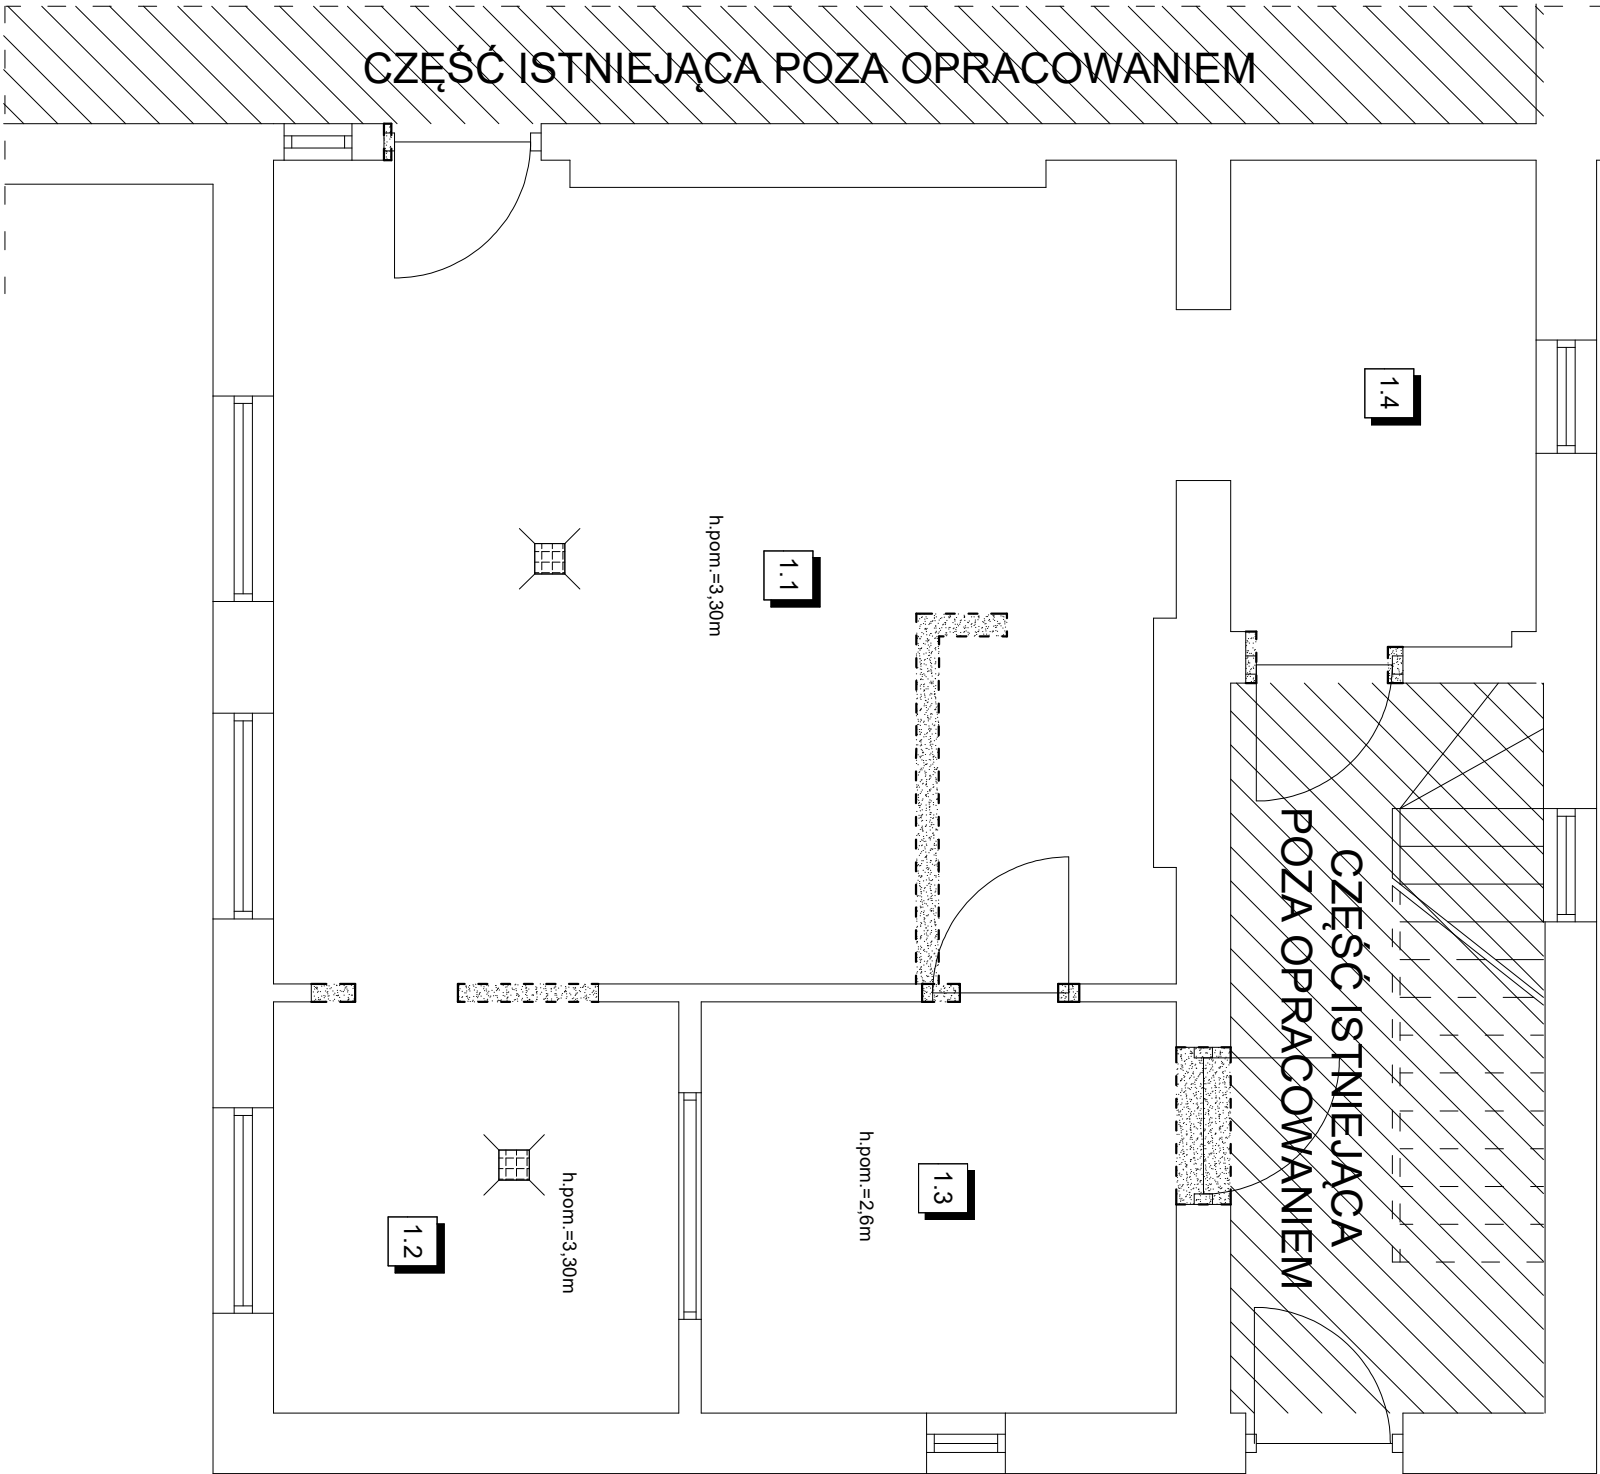 CZĘŚĆ ISTNIEJĄCA POZA OPRACOWANIEM
1.4
h.pom.=3,30m
1.1
CZĘŚĆ ISTNIEJĄCA
POZA OPRACOWANIEM
h.pom.=2,6m
1.3
h.pom.=3,30m
1.2